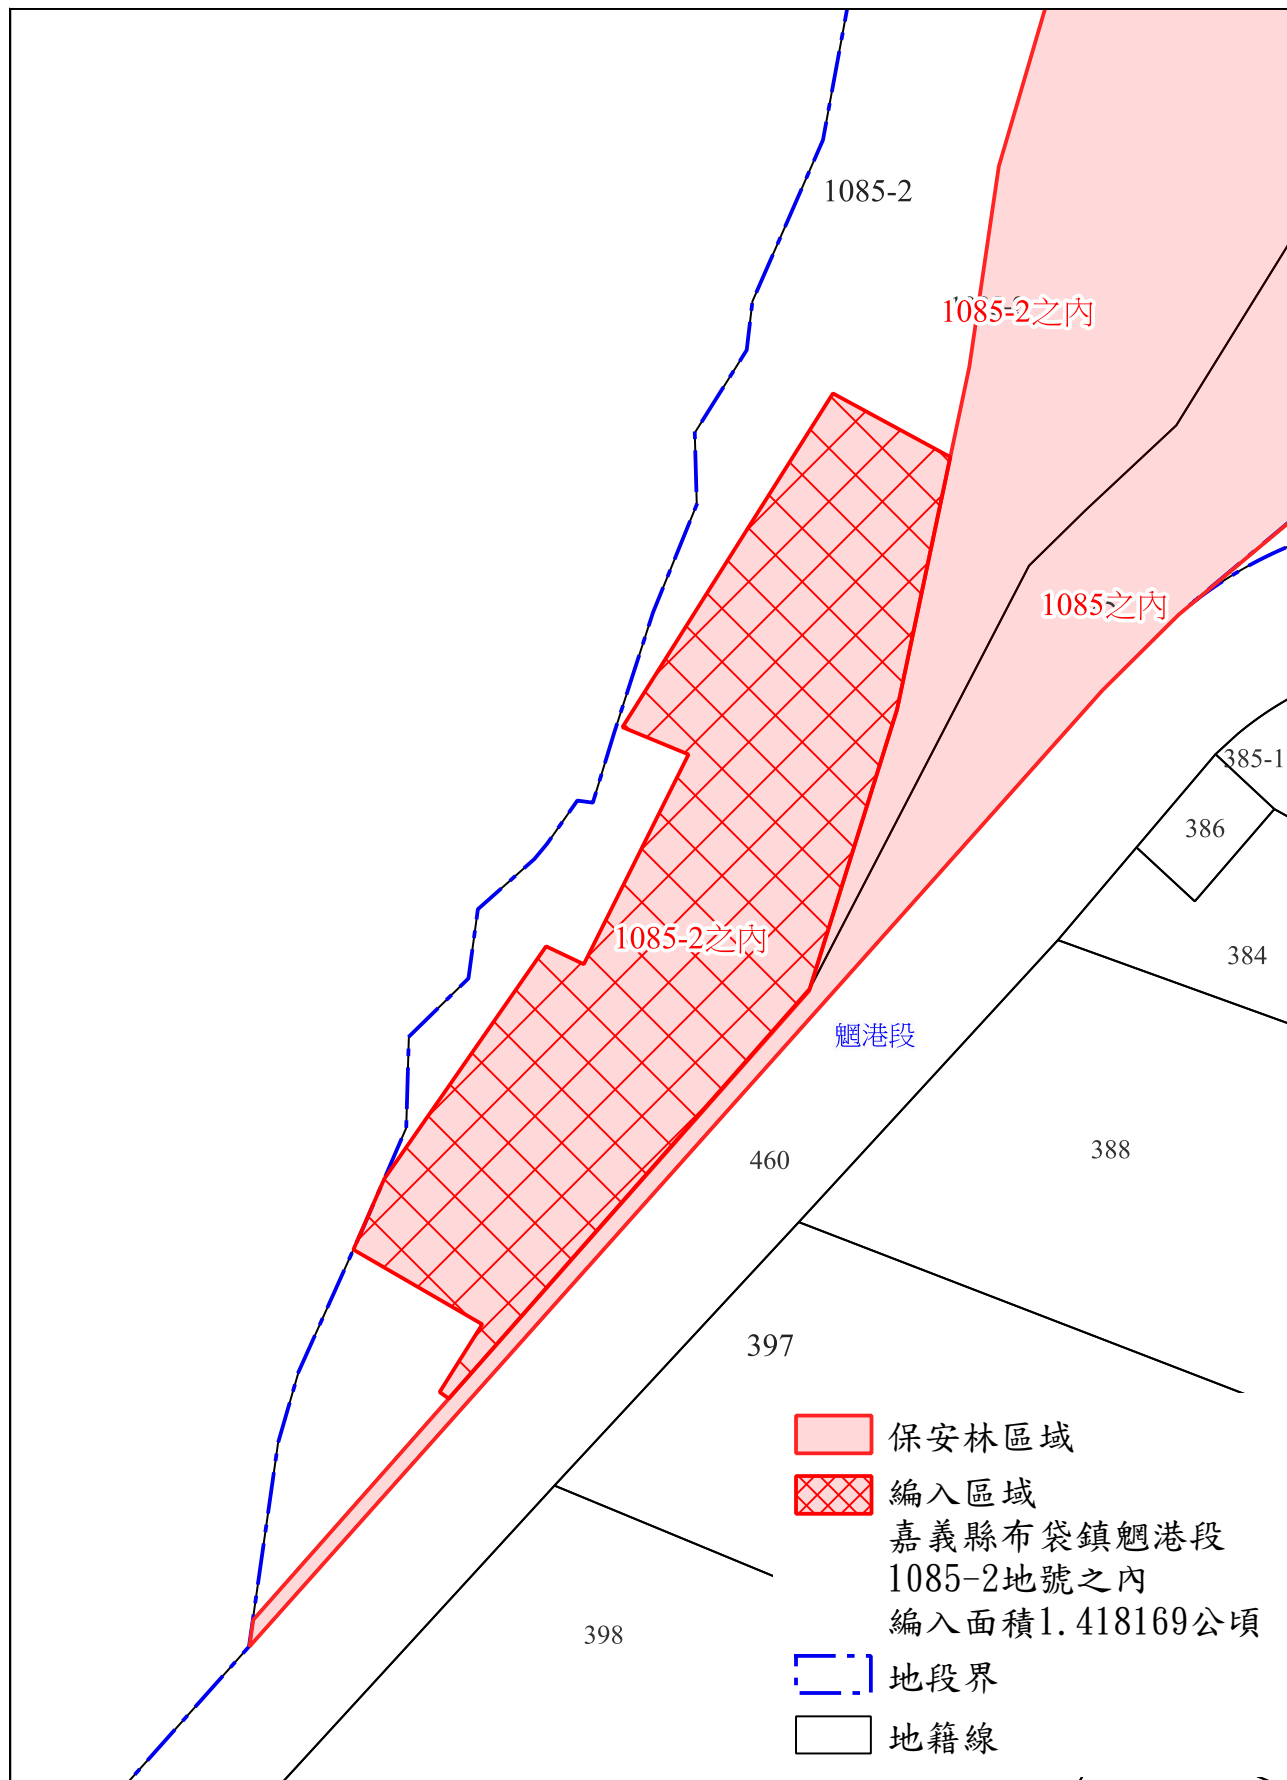 1085-2
1085-2之內
1085之內
385-1
386
1085-2之內
384
魍港段
460
388
397
保安林區域
編入區域
嘉義縣布袋鎮魍港段
1085-2地號之內
編入面積1.418169公頃
398
地段界
地籍線